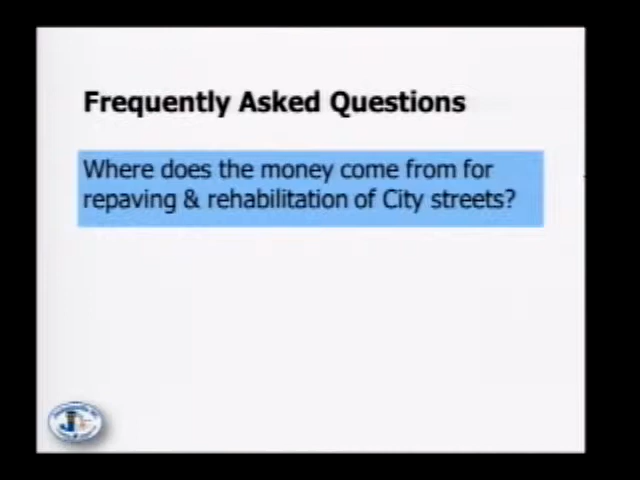 Frequently Asked Questions
Where does the money come from for
repaving & rehabilitation of City streets?